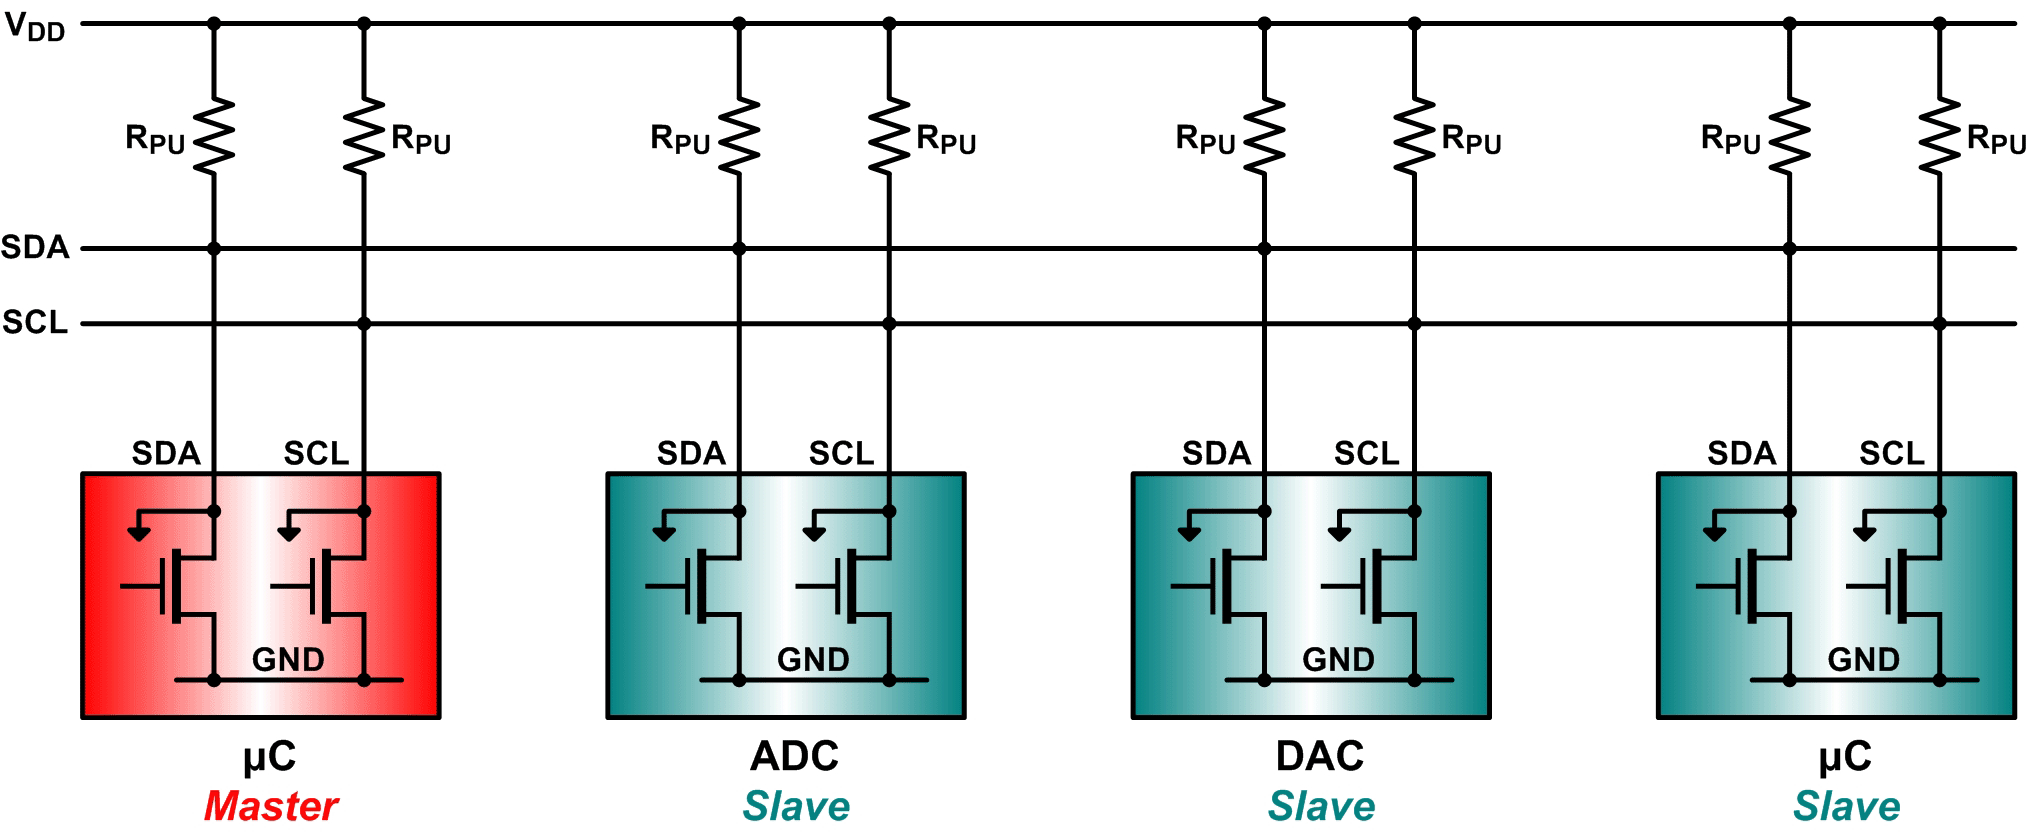 VDD
RPU RPU RPU RPU RPU RPU RPU RPU
SDA
SCL
SDA SCL SDA SCL SDA SCL SDA SCL
GND GND GND GND
µC ADC DAC µC
Master Slave Slave Slave